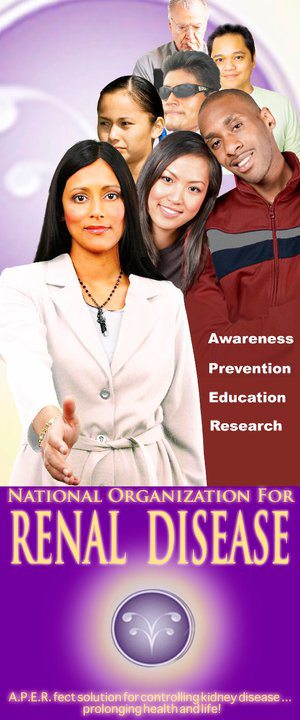 Awareness
Prevention
Education
Research
NATIONAL ORGANIZATION FOR
RENAL DISEASE
A.P.E.R. fect solution for controlling kidney disease ...
prolonging health and life!